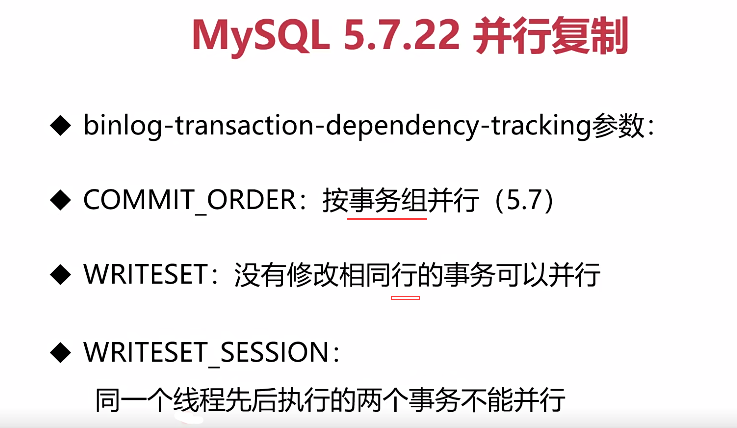 MySQL 5.7.22 并行复制
◆ binlog-transaction-dependency-tracking参数：
◆ COMMIT_ORDER：按事务组并行（5.7）
◆ WRITESET：没有修改相同行的事务可以并行
◆ WRITESET_SESSION：
同一个线程先后执行的两个事务不能并行